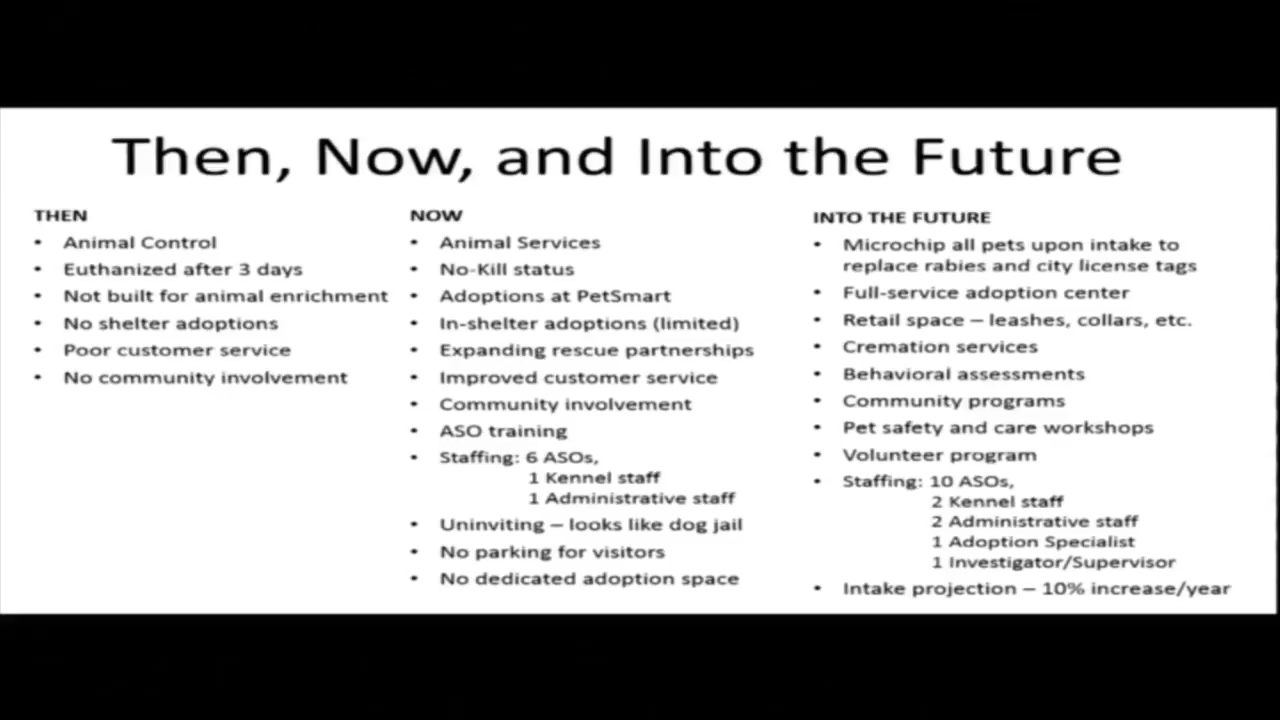 Then, Now, and Into the Future
THEN
• Animal Control
• Euthanized after 3 days
• Not built for animal enrichment
• No shelter adoptions
• Poor customer service
• No community involvement
NOW
• Animal Services
• No-Kill status
• Adoptions at PetSmart
• In-shelter adoptions (limited)
• Expanding rescue partnerships
• Improved customer service
• Community involvement
• ASO training
• Staffing: 6 ASOs,
1 Kennel staff
1 Administrative staff
• Uninviting – looks like dog jail
• No parking for visitors
• No dedicated adoption space
INTO THE FUTURE
• Microchip all pets upon intake to
replace rabies and city license tags
• Full-service adoption center
• Retail space – leashes, collars, etc.
• Cremation services
• Behavioral assessments
• Community programs
• Pet safety and care workshops
• Volunteer program
• Staffing: 10 ASOs,
2 Kennel staff
2 Administrative staff
1 Adoption Specialist
1 Investigator/Supervisor
• Intake projection – 10% increase/year